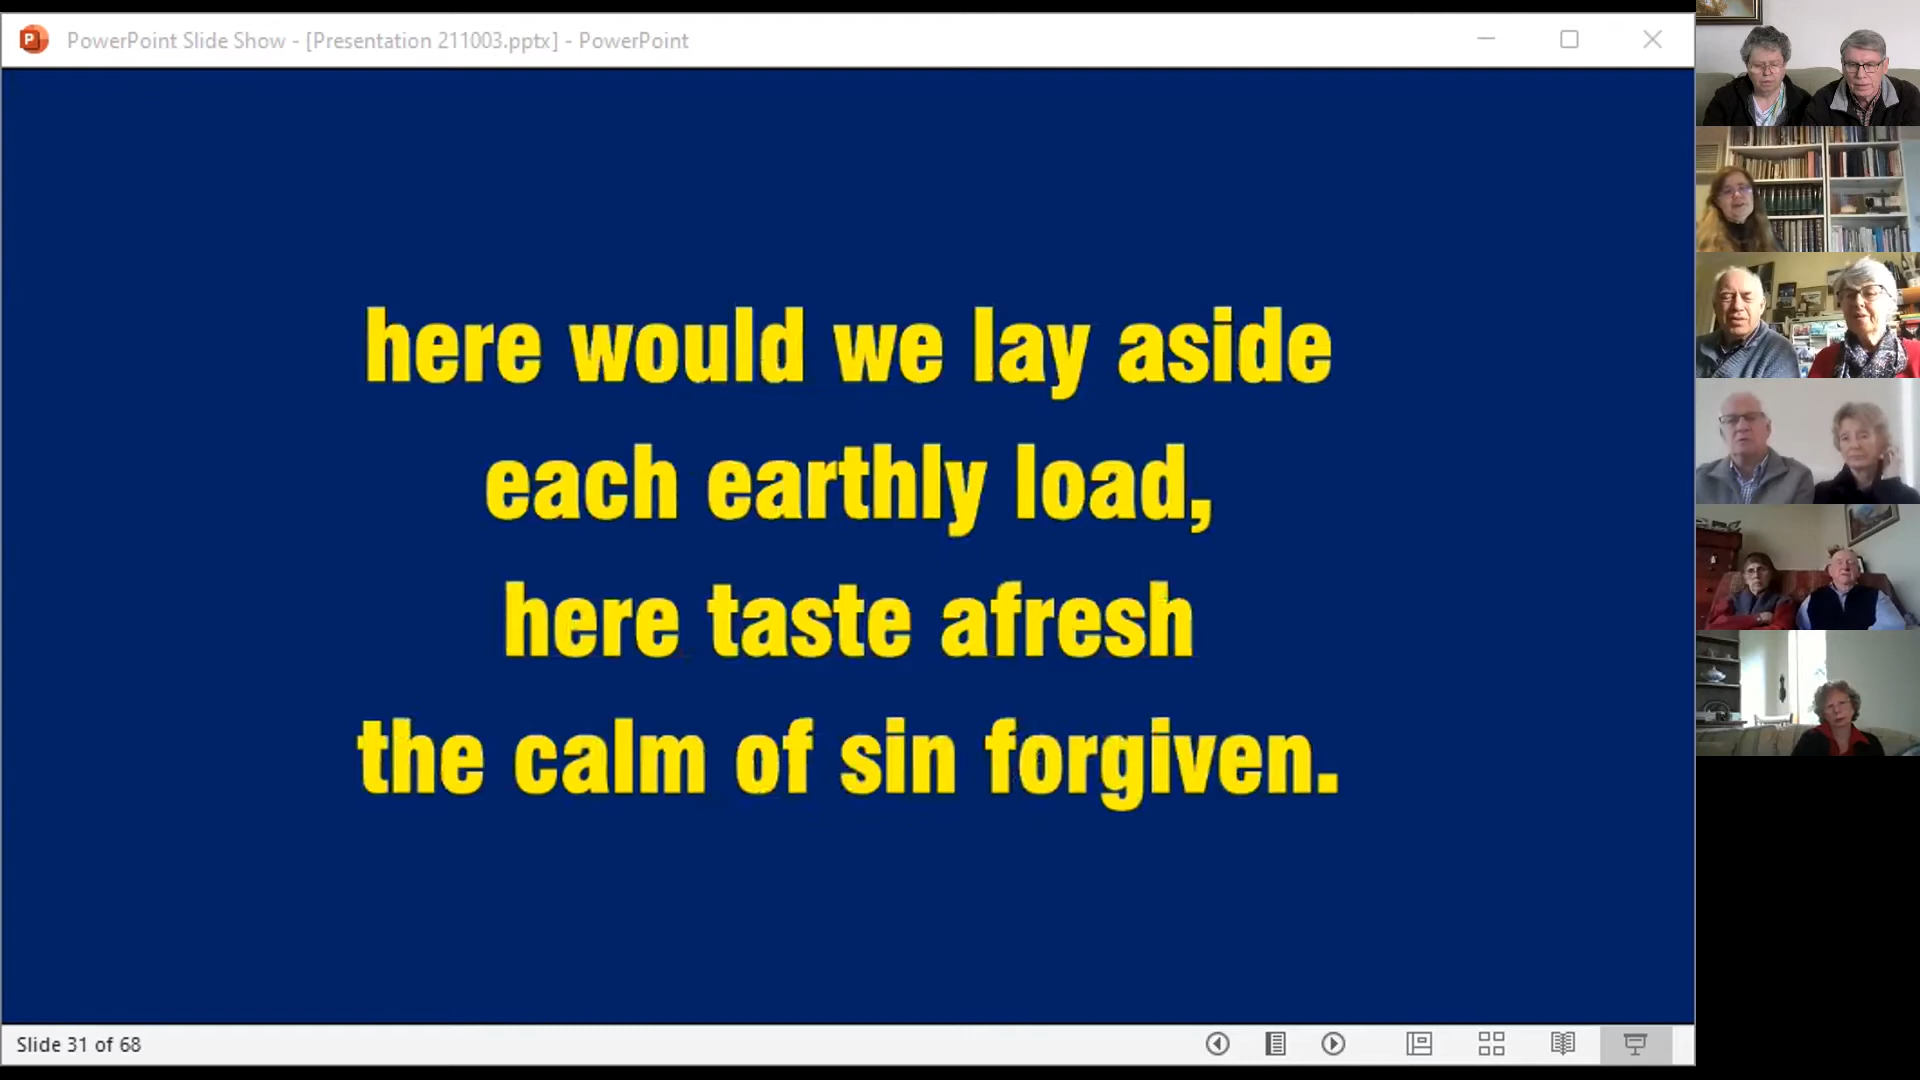 PowerPoint Slide Show - [Presentation 211003.pptx] - PowerPoint
here would we lay aside
each earthly load,
here taste afresh
the calm of sin forgiven.
Slide 31 of 68